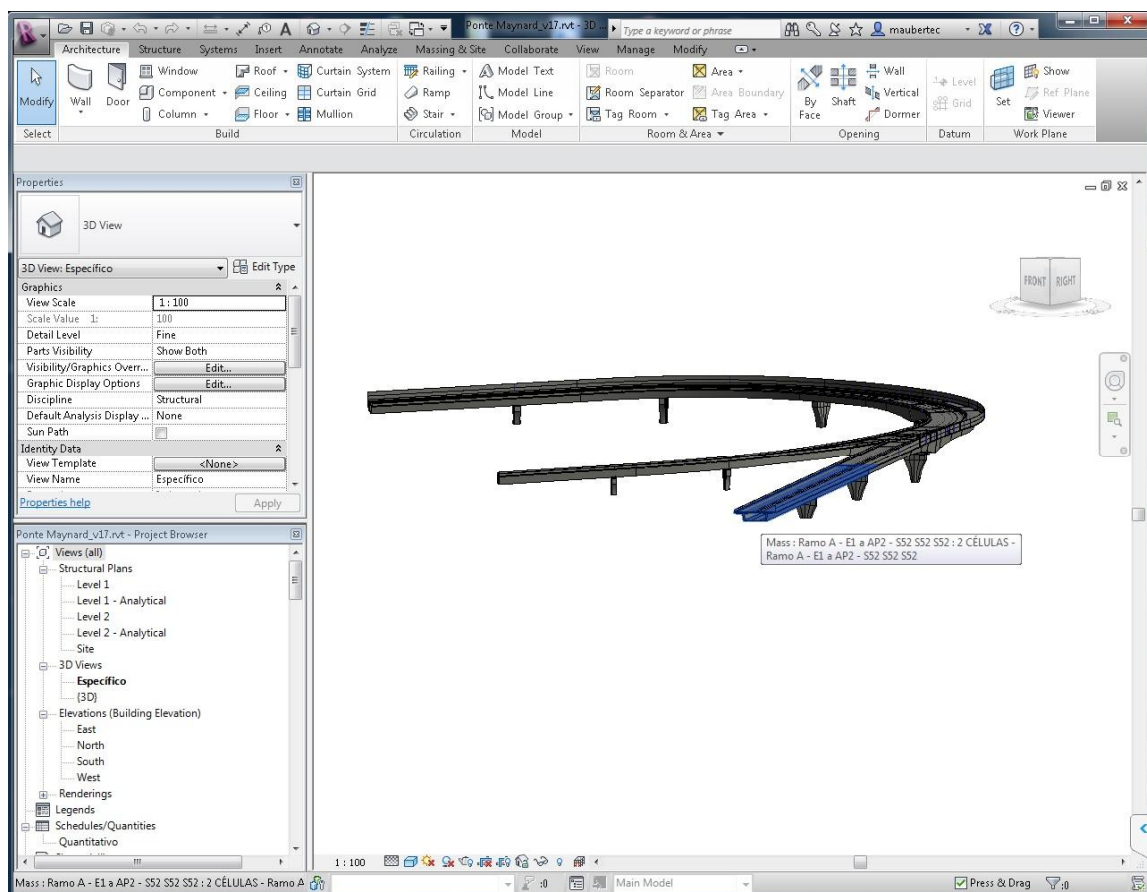 Ponte Maynard_v17.rvt - 3D ...
Type a keyword or phrase
maubertec
Architecture Structure Systems Insert Annotate Analyze Massing & Site Collaborate View Manage Modify
Modify
Wall
Door
Window
Component
Column
Roof
Ceiling
Floor
Curtain System
Curtain Grid
Mullion
Railing
Ramp
Stair
Model Text
Model Line
Model Group
Room
Room Separator
Tag Room
Area
Area Boundary
Tag Area
By Face
Shaft
Wall
Vertical
Dormer
Level
Grid
Set
Show
Ref Plane
Viewer
Select Build Circulation Model Room & Area Opening Datum Work Plane
Properties
3D View
3D View: Específico Edit Type
Graphics
View Scale 1 : 100
Scale Value 1: 100
Detail Level Fine
Parts Visibility Show Both
Visibility/Graphics Overr... Edit...
Graphic Display Options Edit...
Discipline Structural
Default Analysis Display ... None
Sun Path
Identity Data
View Template <None>
View Name Específico
Properties help Apply
Ponte Maynard_v17.rvt - Project Browser
Views (all)
Structural Plans
Level 1
Level 1 - Analytical
Level 2
Level 2 - Analytical
Site
3D Views
Específico
{3D}
Elevations (Building Elevation)
East
North
South
West
Renderings
Legends
Schedules/Quantities
Quantitativo
FRONT RIGHT
Mass : Ramo A - E1 a AP2 - S52 S52 S52 : 2 CÉLULAS -
Ramo A - E1 a AP2 - S52 S52 S52
1 : 100
Mass : Ramo A - E1 a AP2 - S52 S52 S52 : 2 CÉLULAS - Ramo A
:0
Main Model
Press & Drag
:0